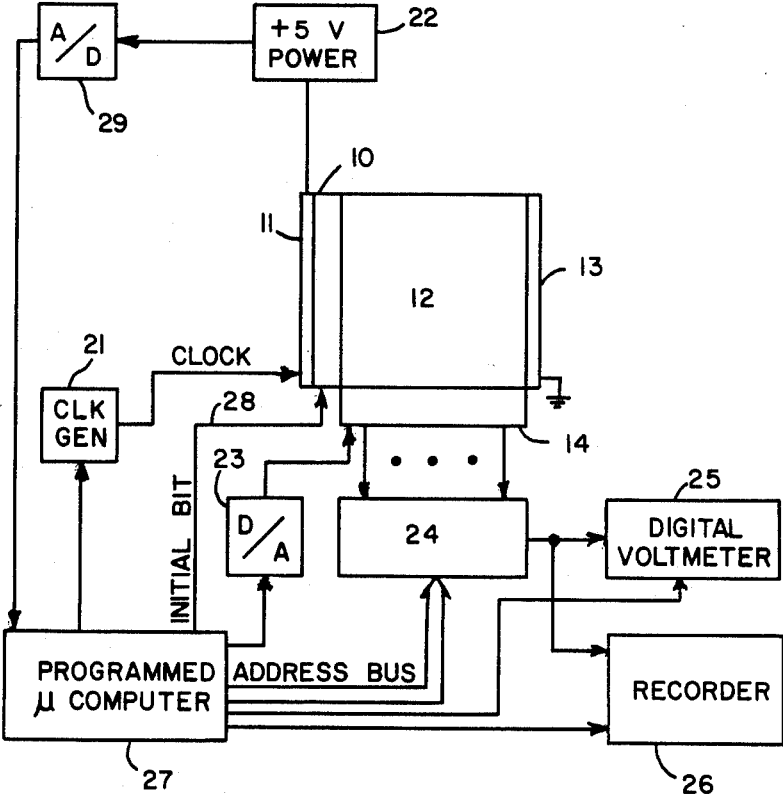 A/D
+5 V
POWER
22
29
10
11
12
13
21
CLOCK
CLK
GEN
28
14
23
INITIAL BIT
D/A
24
25
DIGITAL
VOLTMETER
PROGRAMMED
μ COMPUTER
ADDRESS BUS
RECORDER
27
26